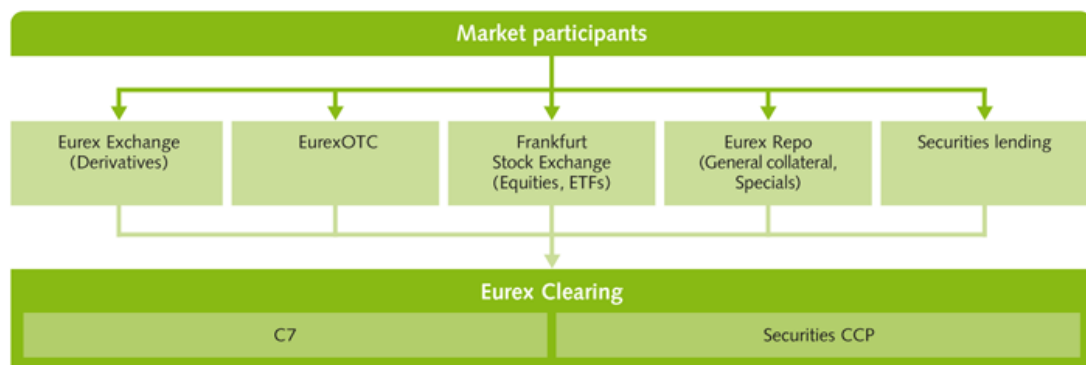 Market participants
Eurex Exchange
(Derivatives)
EurexOTC
Frankfurt
Stock Exchange
(Equities, ETFs)
Eurex Repo
(General collateral,
Specials)
Securities lending
Eurex Clearing
C7
Securities CCP